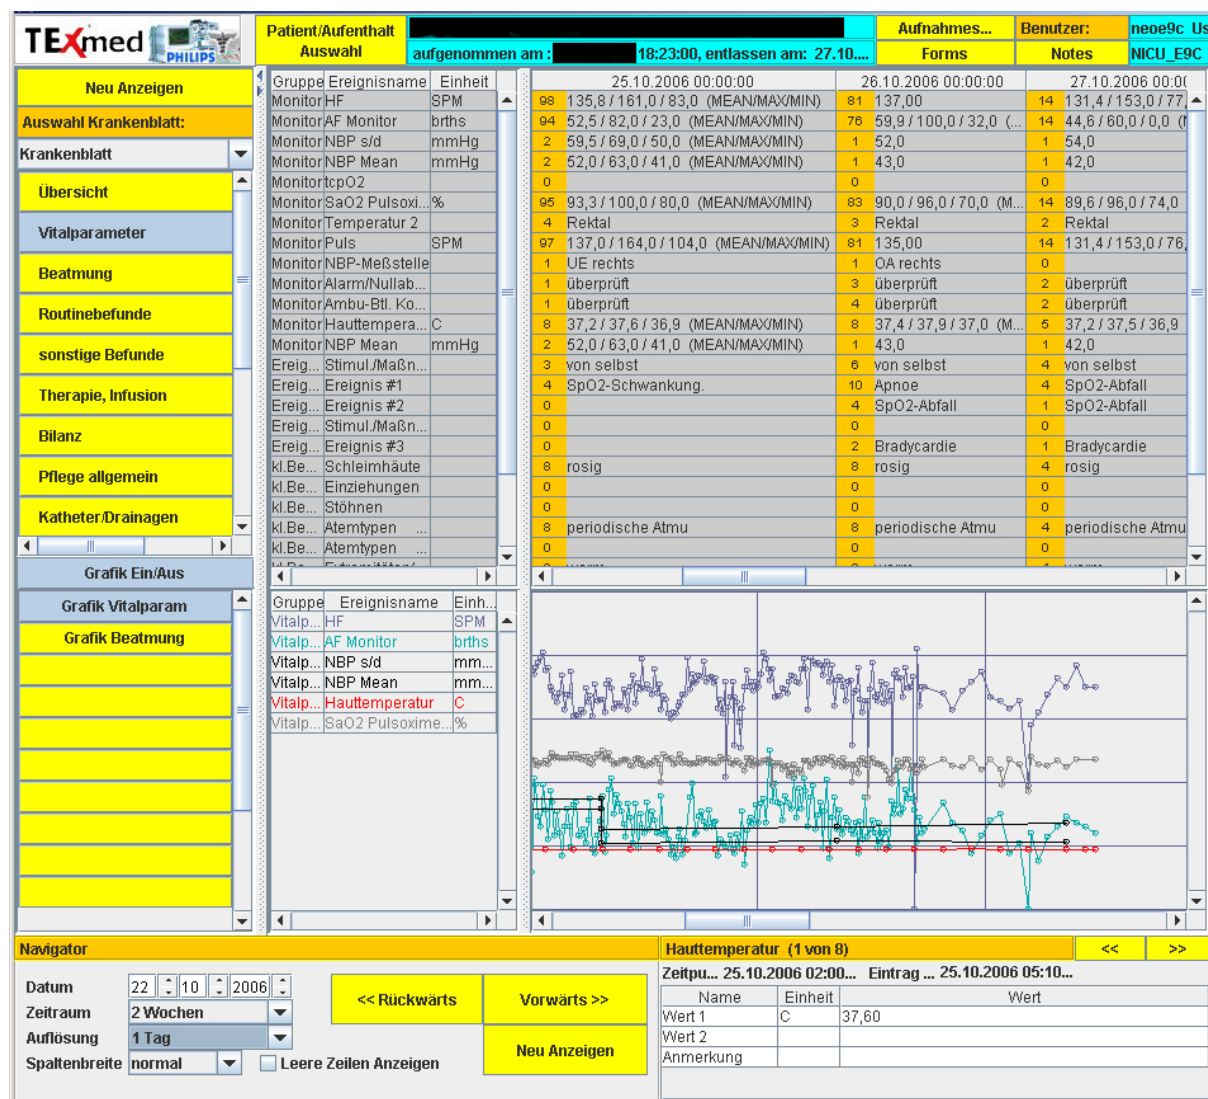 TEXmed PHILIPS
Patient/Aufenthalt Auswahl
aufgenommen am : 18:23:00, entlassen am: 27.10....
Aufnahmes... Benutzer: neoe9c Us
Forms Notes NICU_E9C
Neu Anzeigen
Auswahl Krankenblatt:
Krankenblatt
Übersicht
Vitalparameter
Beatmung
Routinebefunde
sonstige Befunde
Therapie, Infusion
Bilanz
Pflege allgemein
Katheter/Drainagen
Grafik Ein/Aus
Grafik Vitalparam
Grafik Beatmung
Gruppe Ereignisname Einheit 25.10.2006 00:00:00 26.10.2006 00:00:00 27.10.2006 00:00
Monitor HF SPM 98 135,8 / 161,0 / 83,0 (MEAN/MAX/MIN) 81 137,00 14 131,4 / 153,0 / 77,
Monitor AF Monitor brths 94 52,5 / 82,0 / 23,0 (MEAN/MAX/MIN) 76 59,9 / 100,0 / 32,0 (... 14 44,6 / 60,0 / 0,0 (
Monitor NBP s/d mmHg 2 59,5 / 69,0 / 50,0 (MEAN/MAX/MIN) 1 52,0 1 54,0
Monitor NBP Mean mmHg 2 52,0 / 63,0 / 41,0 (MEAN/MAX/MIN) 1 43,0 1 42,0
Monitor tcpO2 0 0 0
Monitor SaO2 Pulsoxi... % 95 93,3 / 100,0 / 80,0 (MEAN/MAX/MIN) 83 90,0 / 96,0 / 70,0 (M... 14 89,6 / 96,0 / 74,0
Monitor Temperatur 2 4 Rektal 3 Rektal 2 Rektal
Monitor Puls SPM 97 137,0 / 164,0 / 104,0 (MEAN/MAX/MIN) 81 135,00 14 131,4 / 153,0 / 76,
Monitor NBP-Meßstelle 1 UE rechts 1 OA rechts 0
Monitor Alarm/Nullab... 1 überprüft 3 überprüft 2 überprüft
Monitor Ambu-Btl. Ko... 1 überprüft 4 überprüft 2 überprüft
Monitor Hauttempera... C 8 37,2 / 37,6 / 36,9 (MEAN/MAX/MIN) 8 37,4 / 37,9 / 37,0 (M... 5 37,2 / 37,5 / 36,9
Monitor NBP Mean mmHg 2 52,0 / 63,0 / 41,0 (MEAN/MAX/MIN) 1 43,0 1 42,0
Ereig... Stimul./Maßn... 3 von selbst 6 von selbst 4 von selbst
Ereig... Ereignis #1 4 SpO2-Schwankung. 10 Apnoe 4 SpO2-Abfall
Ereig... Ereignis #2 0 4 SpO2-Abfall 1 SpO2-Abfall
Ereig... Stimul./Maßn... 0 0 0
Ereig... Ereignis #3 0 2 Bradycardie 1 Bradycardie
kl.Be... Schleimhäute 8 rosig 8 rosig 4 rosig
kl.Be... Einziehungen 0 0 0
kl.Be... Stöhnen 0 0 0
kl.Be... Atemtypen ... 8 periodische Atmu 8 periodische Atmu 4 periodische Atmu
kl.Be... Atemtypen ... 0 0 0
Gruppe Ereignisname Einh...
Vitalp... HF SPM
Vitalp... AF Monitor brths
Vitalp... NBP s/d mm...
Vitalp... NBP Mean mm...
Vitalp... Hauttemperatur C
Vitalp... SaO2 Pulsoxime... %
Navigator
Datum 22 10 2006
Zeitraum 2 Wochen
Auflösung 1 Tag
Spaltenbreite normal Leere Zeilen Anzeigen
<< Rückwärts Vorwärts >>
Neu Anzeigen
Hauttemperatur (1 von 8) << >>
Zeitpu... 25.10.2006 02:00... Eintrag ... 25.10.2006 05:10...
Name Einheit Wert
Wert 1 C 37,60
Wert 2
Anmerkung